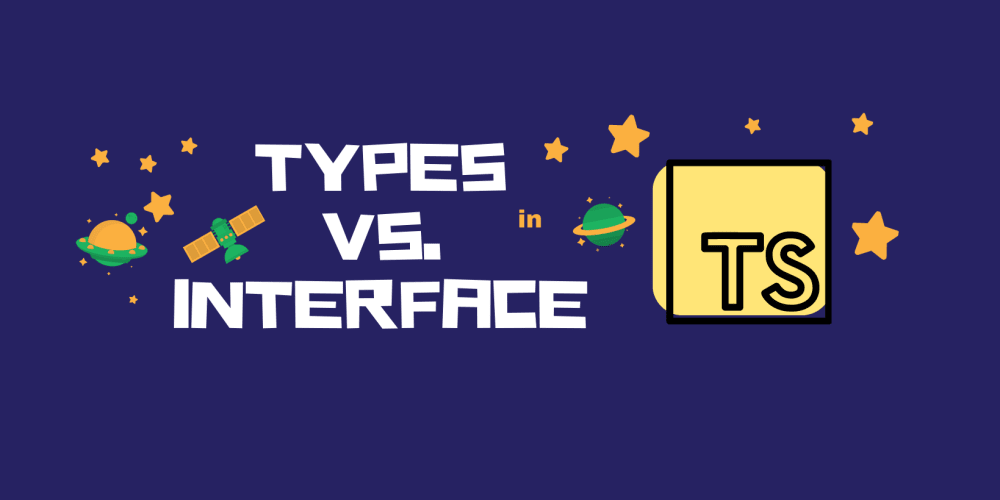 TYPES
VS.
INTERFACE
in
TS